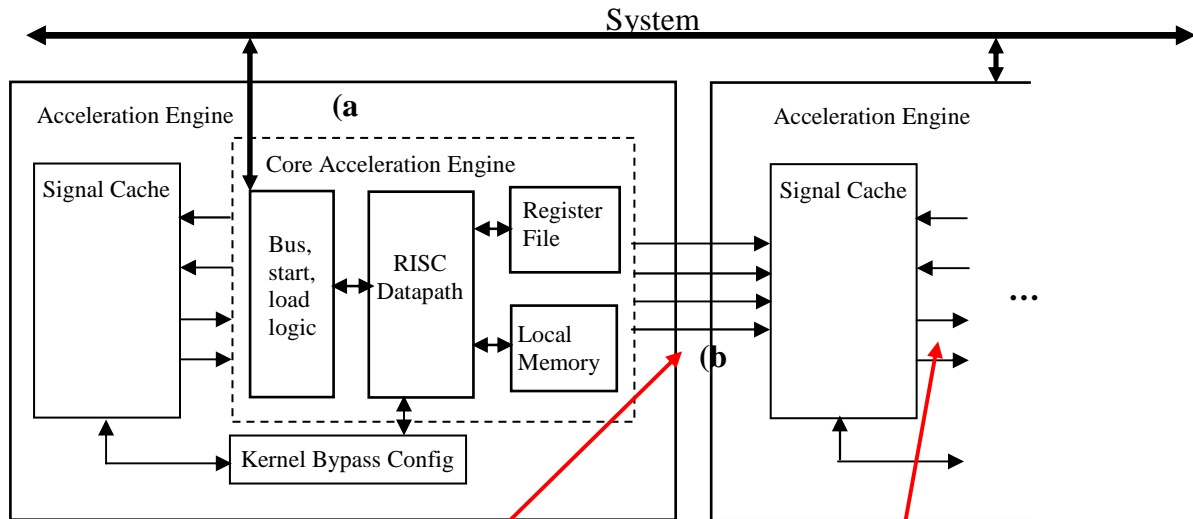 System
(a
Acceleration Engine
Core Acceleration Engine
Signal Cache
Bus,
start,
load
logic
RISC
Datapath
Register
File
Local
Memory
Kernel Bypass Config
(b
Acceleration Engine
Signal Cache
...